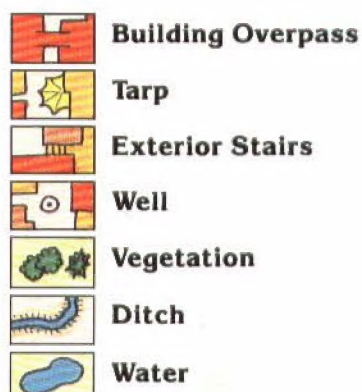 Building Overpass
Tarp
Exterior Stairs
Well
Vegetation
Ditch
Water